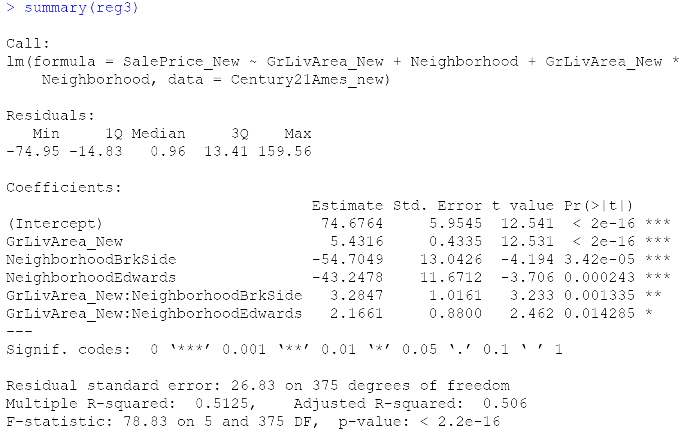 > summary(reg3)
Call:
lm(formula = SalePrice_New ~ GrLivArea_New + Neighborhood + GrLivArea_New *
    Neighborhood, data = Century21Ames_new)
Residuals:
   Min     1Q Median     3Q    Max
-74.95 -14.83   0.96  13.41 159.56
Coefficients:
                                  Estimate Std. Error t value Pr(>|t|)
(Intercept)                        74.6764     5.9545  12.541  < 2e-16 ***
GrLivArea_New                       5.4316     0.4335  12.531  < 2e-16 ***
NeighborhoodBrkSide               -54.7049    13.0426  -4.194 3.42e-05 ***
NeighborhoodEdwards               -43.2478    11.6712  -3.706 0.000243 ***
GrLivArea_New:NeighborhoodBrkSide   3.2847     1.0161   3.233 0.001335 **
GrLivArea_New:NeighborhoodEdwards   2.1661     0.8800   2.462 0.014285 *
---
Signif. codes:  0 ‘***’ 0.001 ‘**’ 0.01 ‘*’ 0.05 ‘.’ 0.1 ‘ ’ 1
Residual standard error: 26.83 on 375 degrees of freedom
Multiple R-squared:  0.5125,    Adjusted R-squared:  0.506
F-statistic: 78.83 on 5 and 375 DF,  p-value: < 2.2e-16